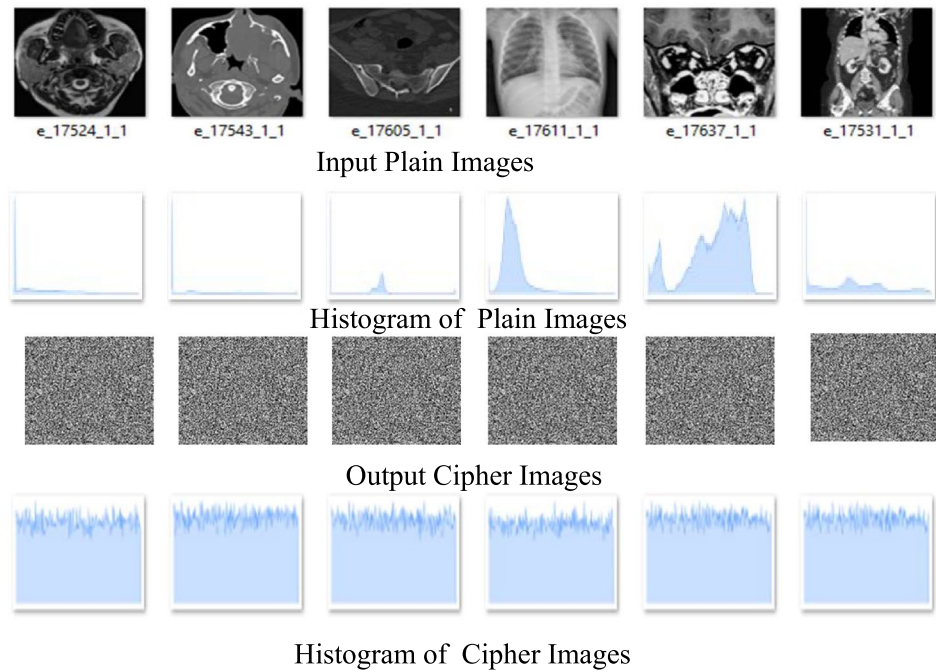 e_17524_1_1 e_17543_1_1 e_17605_1_1 e_17611_1_1 e_17637_1_1 e_17531_1_1
Input Plain Images
Histogram of Plain Images
Output Cipher Images
Histogram of Cipher Images